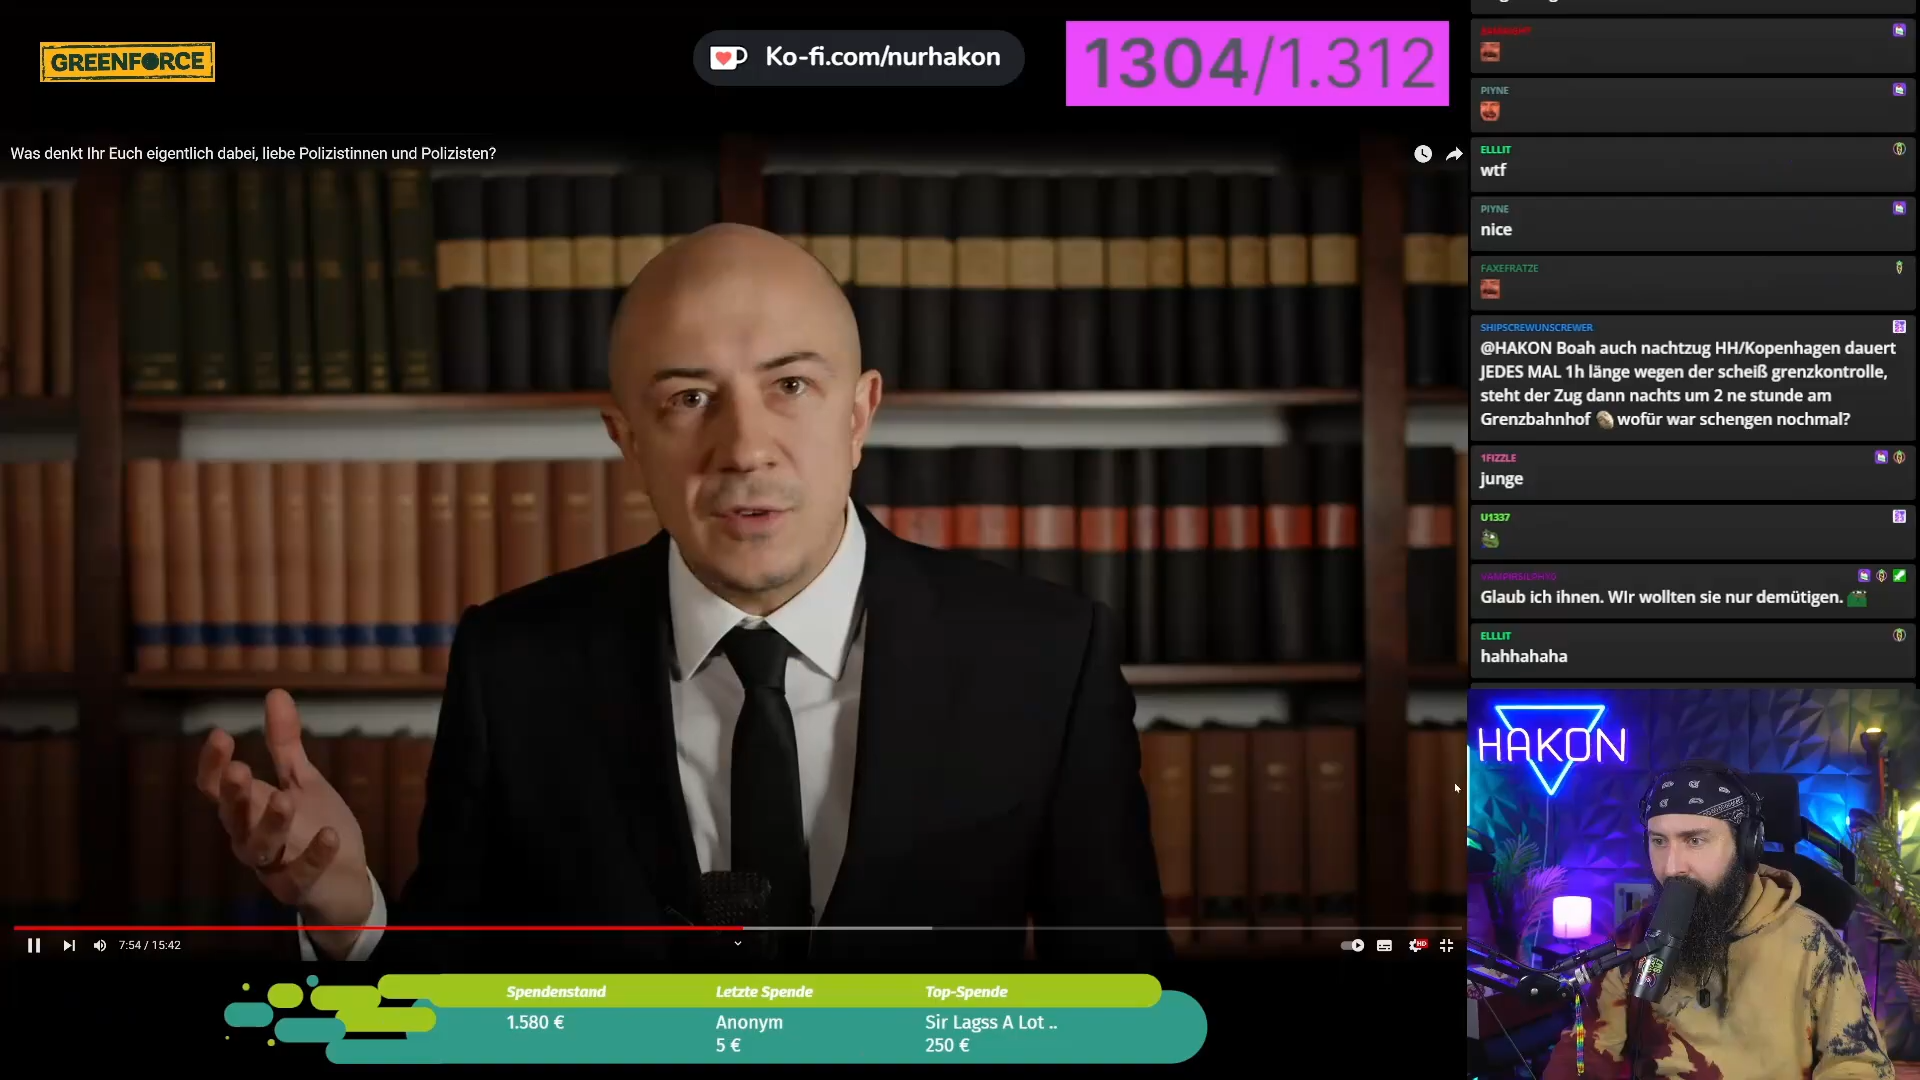 GREENFORCE
Ko-fi.com/nurhakon
1304/1.312
Was denkt Ihr Euch eigentlich dabei, liebe Polizistinnen und Polizisten?
7:54 / 15:42
HD
Spendenstand
1.580 €
Letzte Spende
Anonym
5 €
Top-Spende
Sir Lagss A Lot ..
250 €
PIYNE
ELLLIT
wtf
PIYNE
nice
FAXEFRATZE
SHIPSCREWUNSCREWER
@HAKON Boah auch nachtzug HH/Kopenhagen dauert
JEDES MAL 1h länge wegen der scheiß grenzkontrolle,
steht der Zug dann nachts um 2 ne stunde am
Grenzbahnhof wofür war schengen nochmal?
1FIZZLE
junge
U1337
Glaub ich ihnen. WIr wollten sie nur demütigen.
ELLLIT
hahhahaha
HAKON